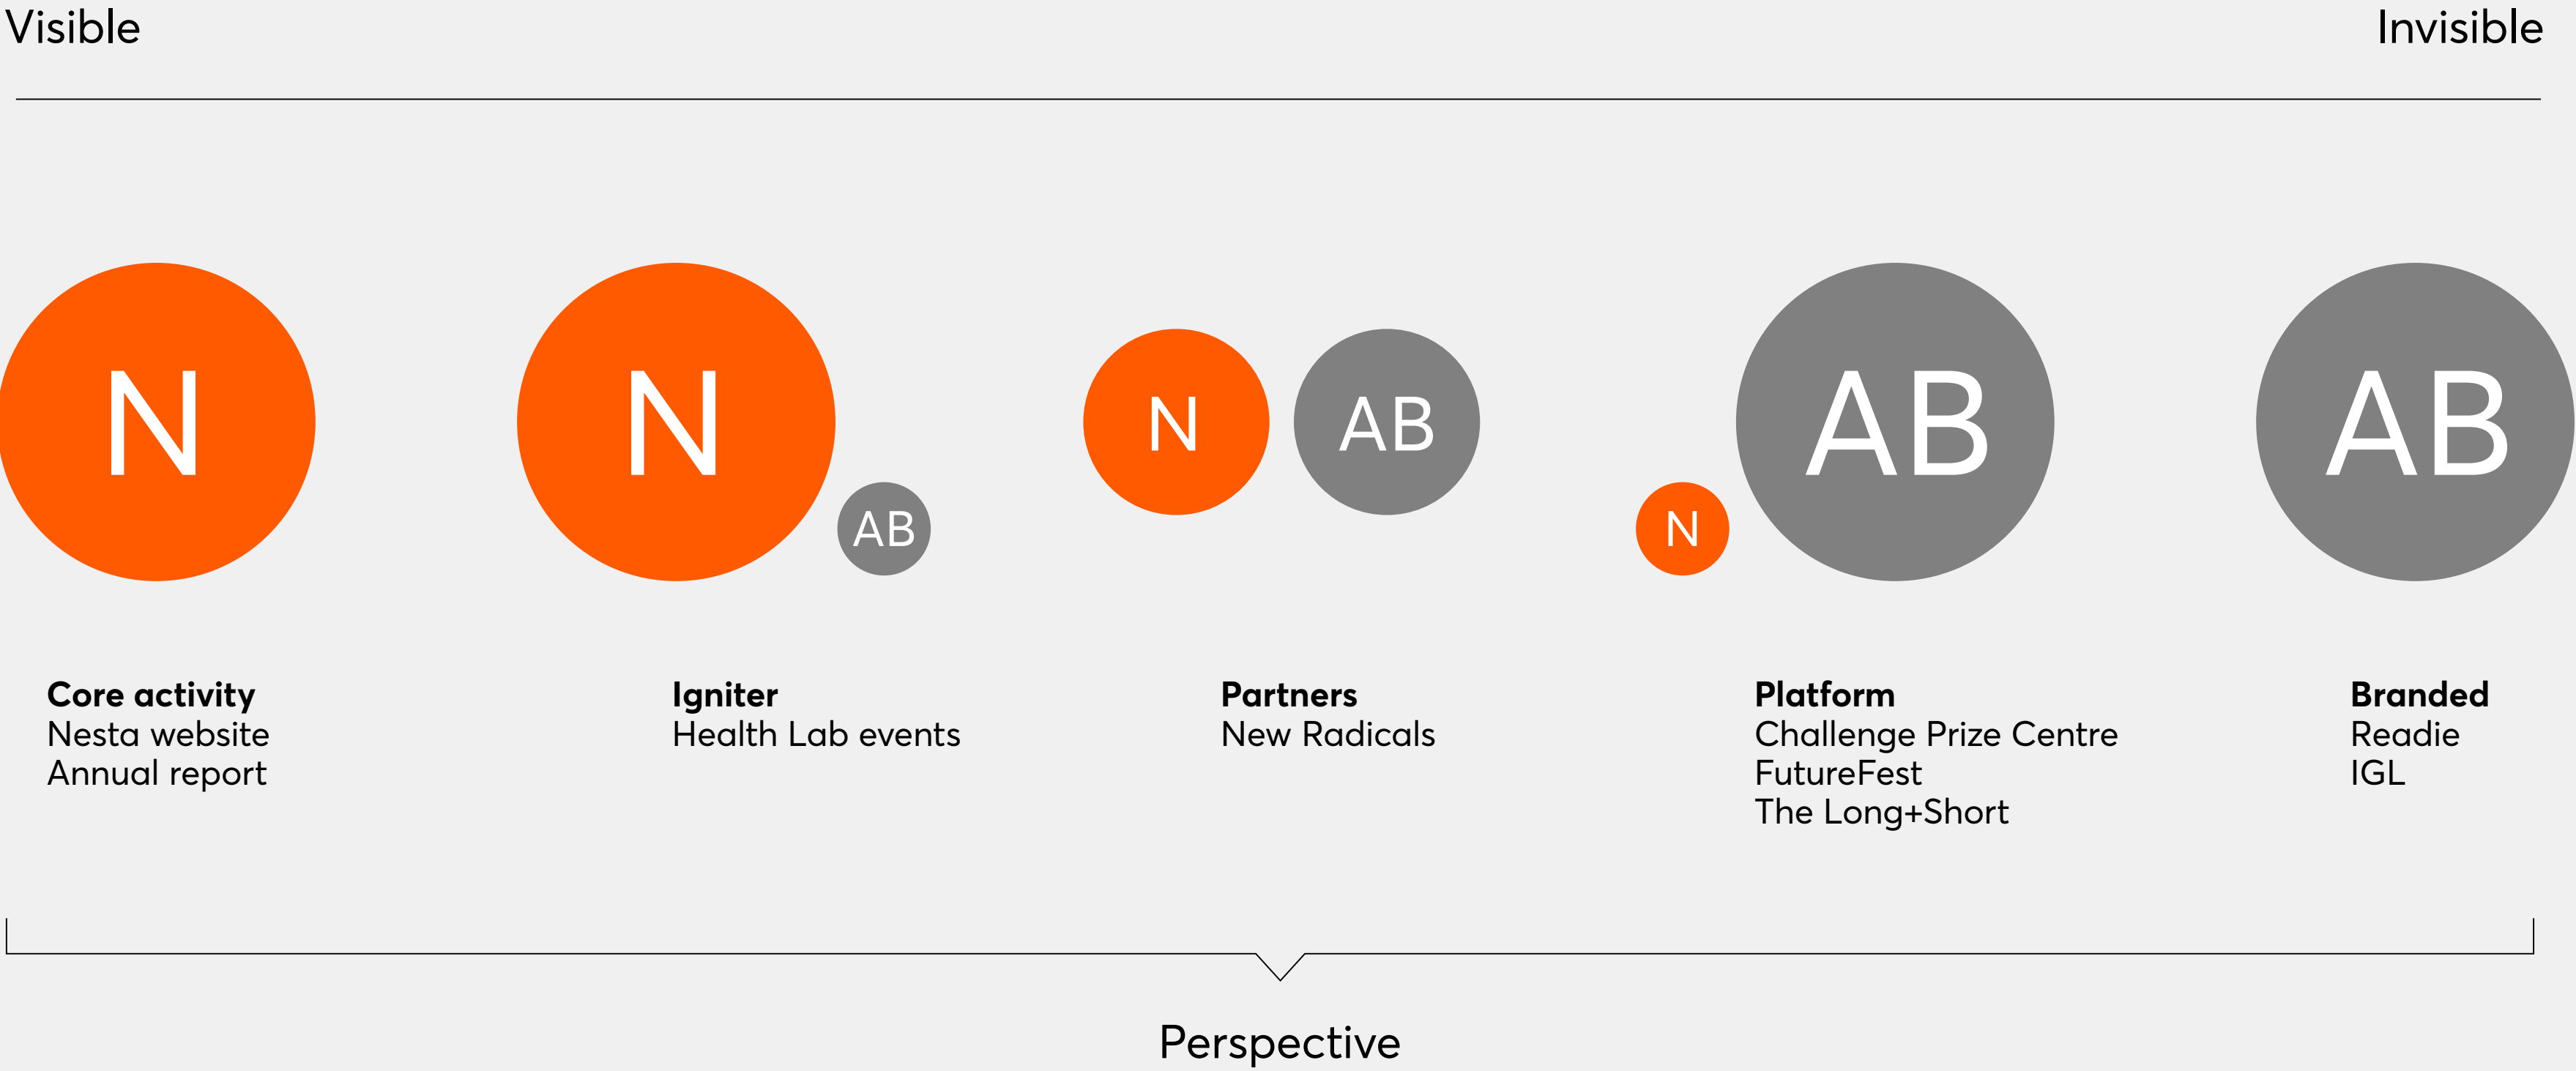 Visible
Invisible
N
N
AB
N
AB
N
AB
AB
Core activity
Nesta website
Annual report
Igniter
Health Lab events
Partners
New Radicals
Platform
Challenge Prize Centre
FutureFest
The Long+Short
Branded
Readie
IGL
Perspective